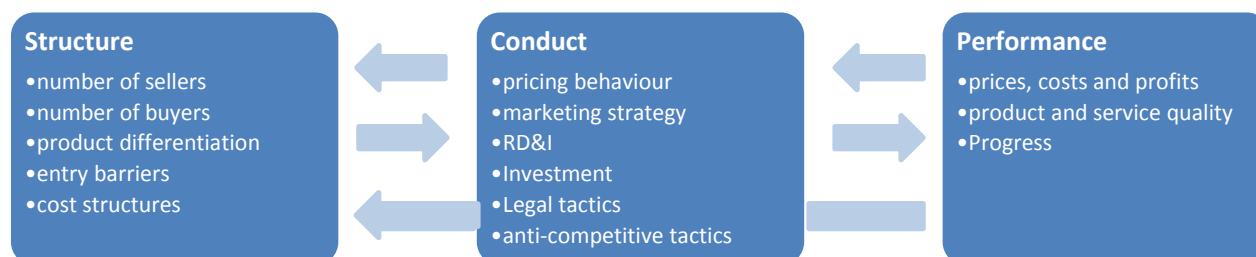 Structure
•number of sellers
•number of buyers
•product differentiation
•entry barriers
•cost structures
Conduct
•pricing behaviour
•marketing strategy
•RD&I
•Investment
•Legal tactics
•anti-competitive tactics
Performance
•prices, costs and profits
•product and service quality
•Progress